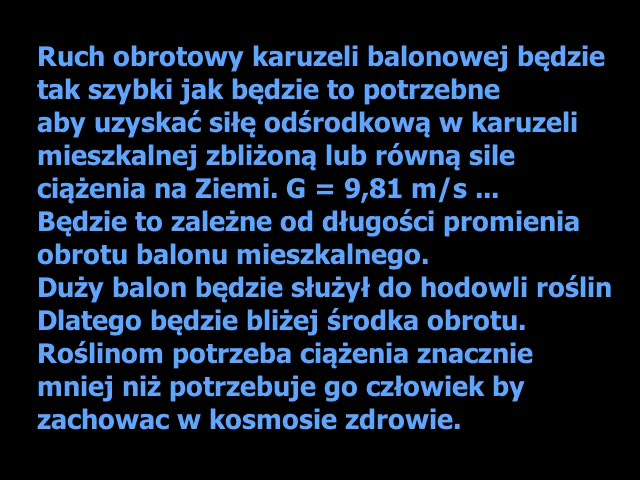 Ruch obrotowy karuzeli balonowej będzie
tak szybki jak będzie to potrzebne
aby uzyskać siłę odśrodkową w karuzeli
mieszkalnej zbliżoną lub równą sile
ciążenia na Ziemi. G = 9,81 m/s ...
Będzie to zależne od długości promienia
obrotu balonu mieszkalnego.
Duży balon będzie służył do hodowli roślin
Dlatego będzie bliżej środka obrotu.
Roślinom potrzeba ciążenia znacznie
mniej niż potrzebuje go człowiek by
zachowac w kosmosie zdrowie.